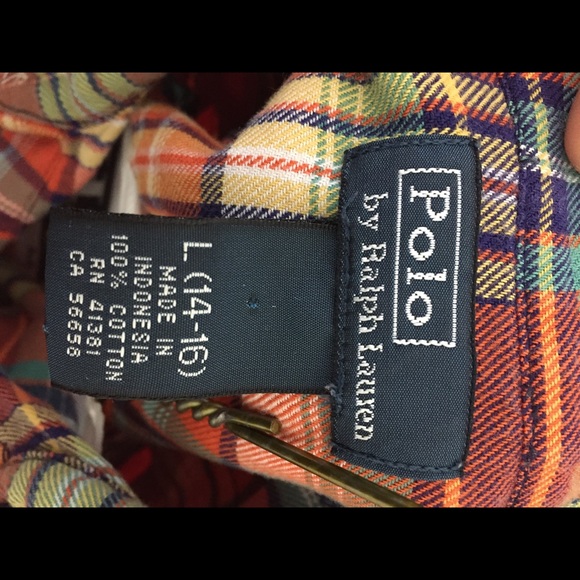 Polo
by Ralph Lauren
L (14-16)
MADE IN
INDONESIA
100% COTTON
RN 41381
CA 56658